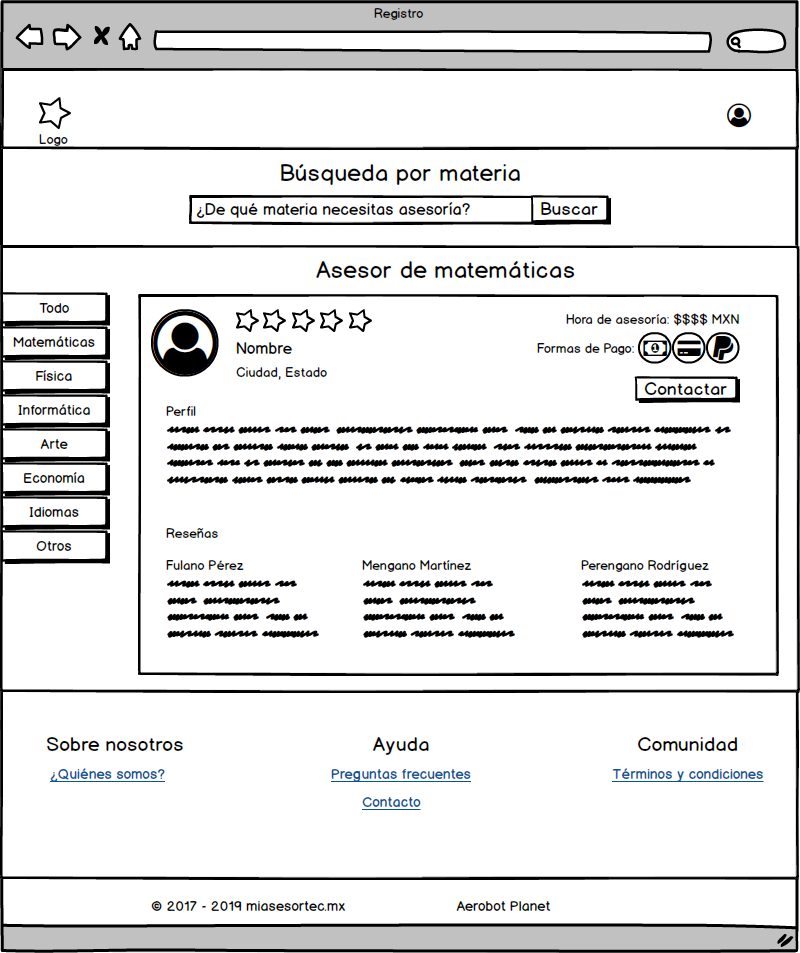 Registro
Logo
Búsqueda por materia
¿De qué materia necesitas asesoría?
Buscar
Asesor de matemáticas
Todo
Matemáticas
Física
Informática
Arte
Economía
Idiomas
Otros
Nombre
Ciudad, Estado
Hora de asesoría: $$$$ MXN
Formas de Pago:
Contactar
Perfil
Reseñas
Fulano Pérez
Mengano Martínez
Perengano Rodríguez
Sobre nosotros
¿Quiénes somos?
Ayuda
Preguntas frecuentes
Contacto
Comunidad
Términos y condiciones
© 2017 - 2019 miasesortec.mx
Aerobot Planet